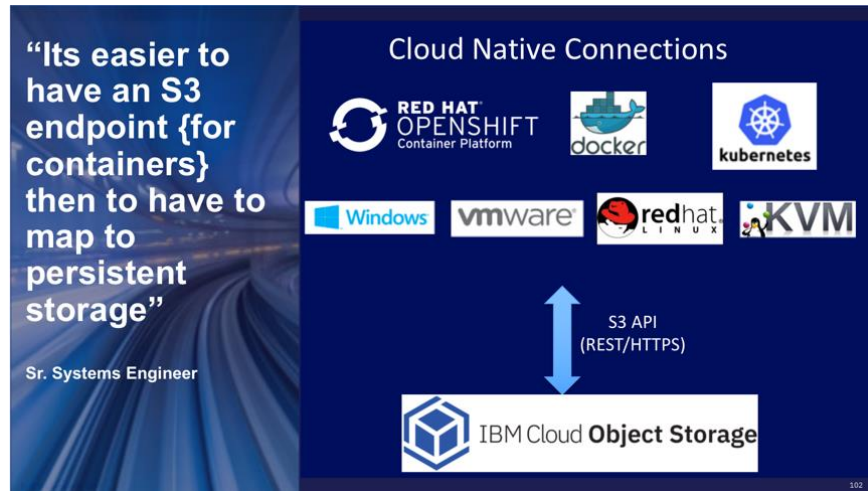 “Its easier to
have an S3
endpoint {for
containers}
then to have to
map to
persistent
storage”
Sr. Systems Engineer
Cloud Native Connections
RED HAT®
OPENSHIFT
Container Platform
docker
kubernetes
Windows
vmware®
redhat®
LINUX
KVM
S3 API
(REST/HTTPS)
IBM Cloud Object Storage
102